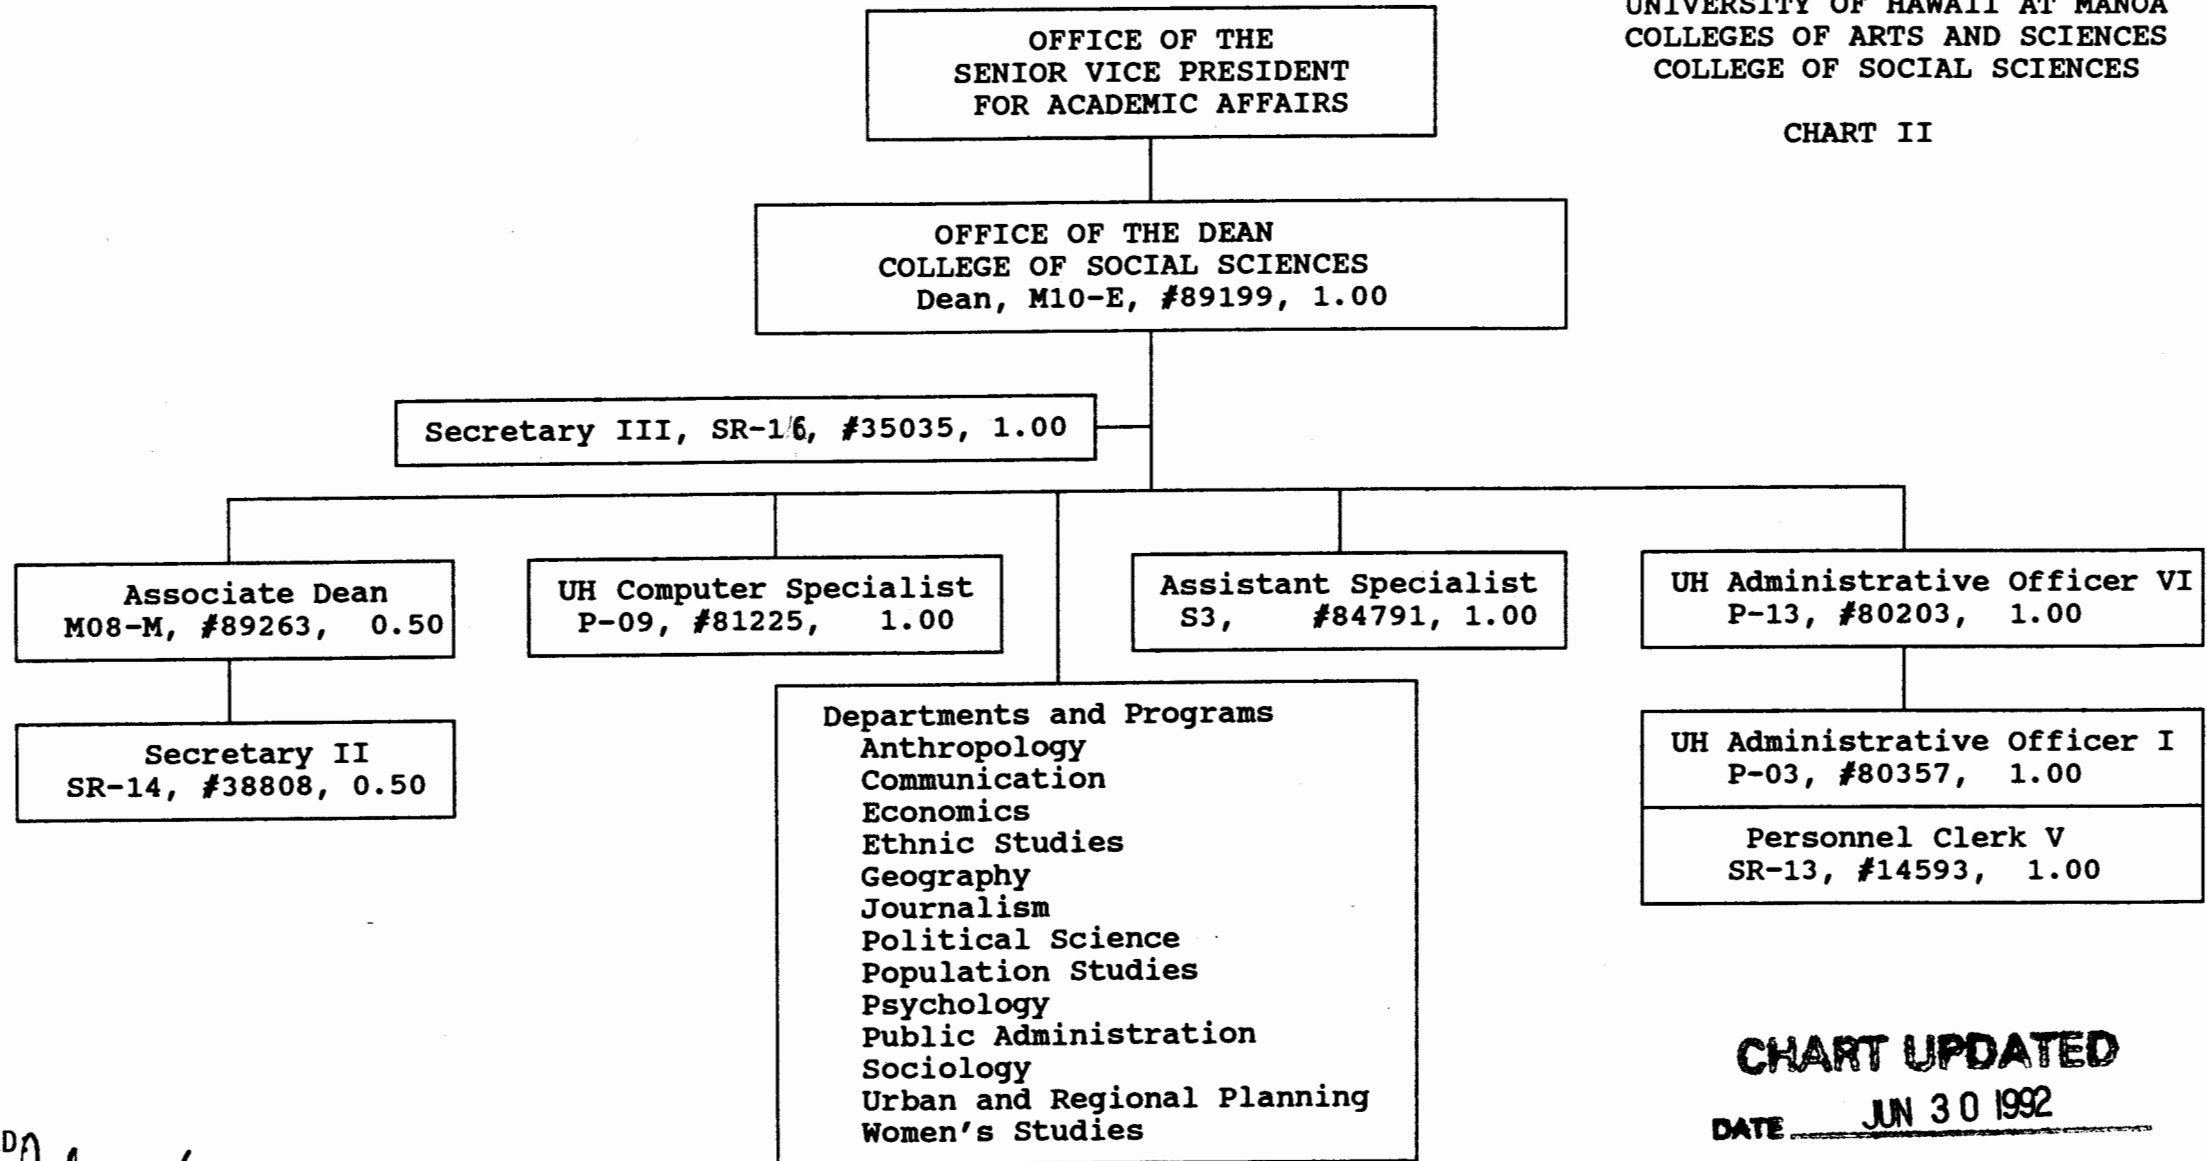 UNIVERSITY OF HAWAII AT MANOA
COLLEGES OF ARTS AND SCIENCES
COLLEGE OF SOCIAL SCIENCES
CHART II
OFFICE OF THE
SENIOR VICE PRESIDENT
FOR ACADEMIC AFFAIRS
OFFICE OF THE DEAN
COLLEGE OF SOCIAL SCIENCES
Dean, M10-E, #89199, 1.00
Secretary III, SR-16, #35035, 1.00
Associate Dean
M08-M, #89263, 0.50
Secretary II
SR-14, #38808, 0.50
UH Computer Specialist
P-09, #81225, 1.00
Departments and Programs
Anthropology
Communication
Economics
Ethnic Studies
Geography
Journalism
Political Science
Population Studies
Psychology
Public Administration
Sociology
Urban and Regional Planning
Women's Studies
Assistant Specialist
S3, #84791, 1.00
UH Administrative Officer VI
P-13, #80203, 1.00
UH Administrative Officer I
P-03, #80357, 1.00
Personnel Clerk V
SR-13, #14593, 1.00
CHART UPDATED
DATE JUN 30 1992